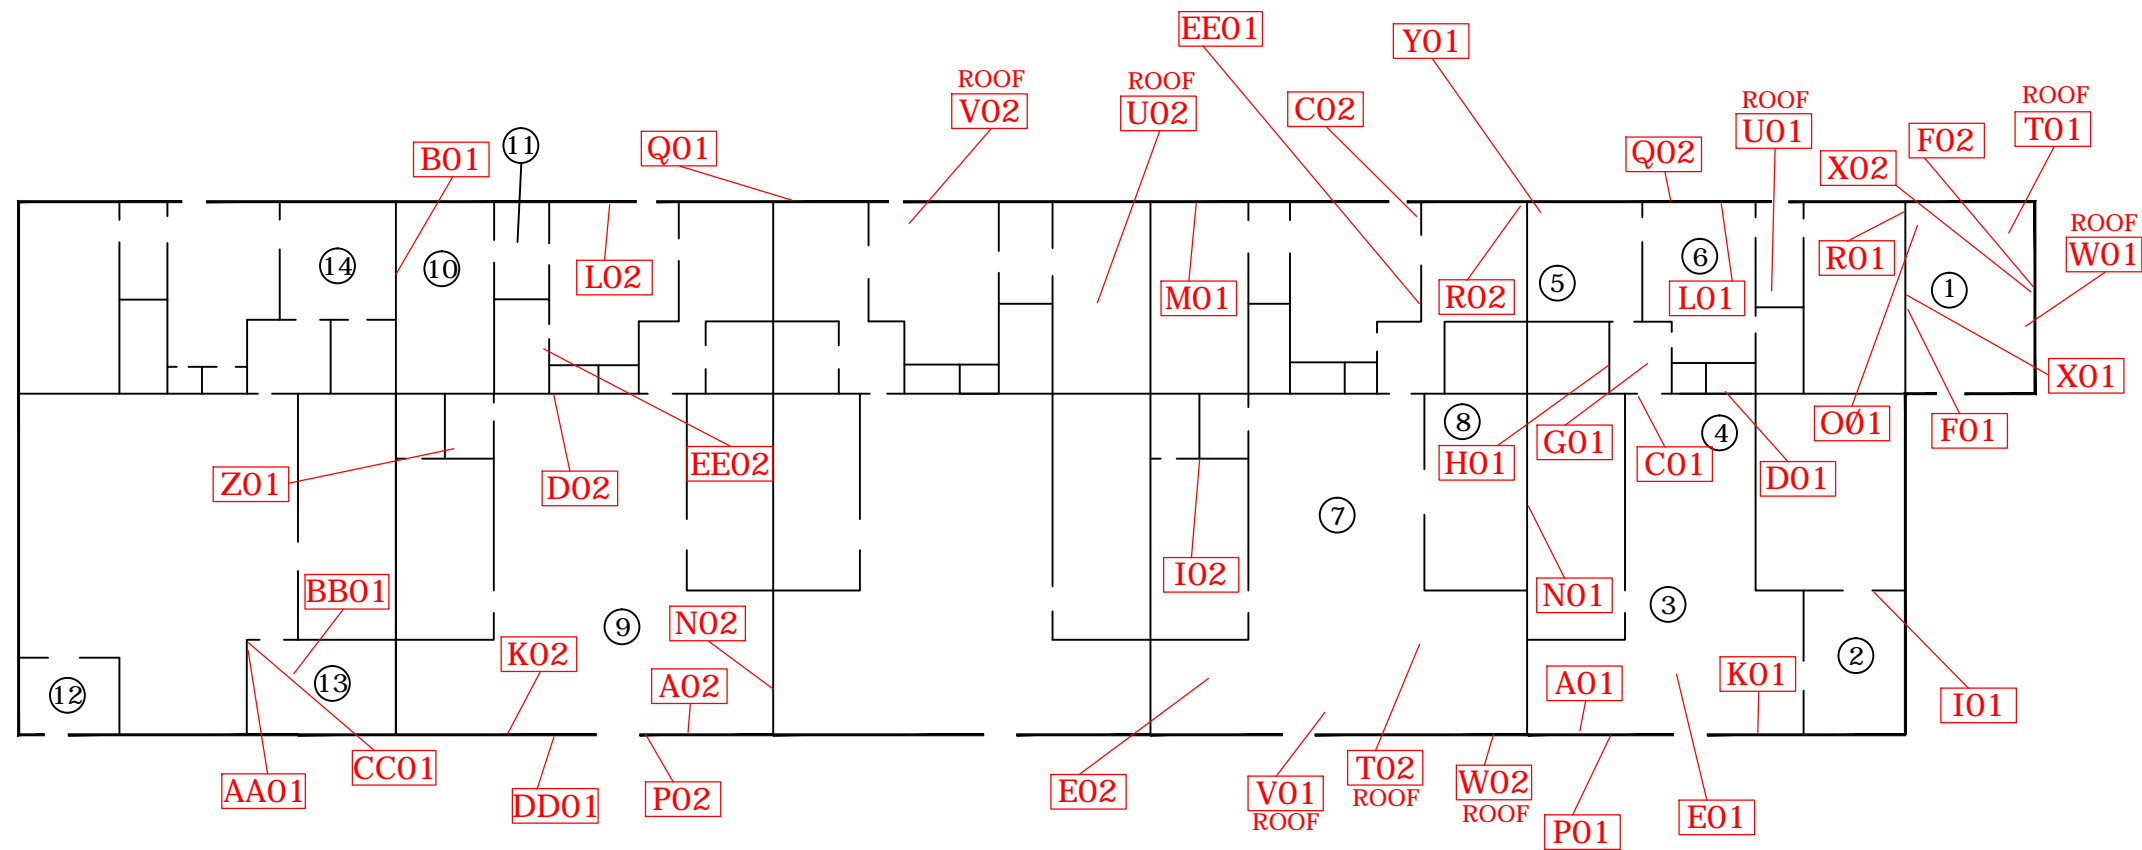 EE01
Y01
ROOF
V02
ROOF
U02
C02
ROOF
U01
ROOF
T01
F02
B01
11
Q01
Q02
X02
ROOF
W01
14
10
L02
M01
R02
5
6
L01
R01
1
X01
Z01
D02
EE02
8
H01
G01
C01
4
D01
O01
F01
7
BB01
I02
N01
3
N02
9
K02
A02
12
13
A01
K01
2
I01
AA01
CC01
DD01
P02
E02
V01
ROOF
T02
ROOF
W02
ROOF
P01
E01